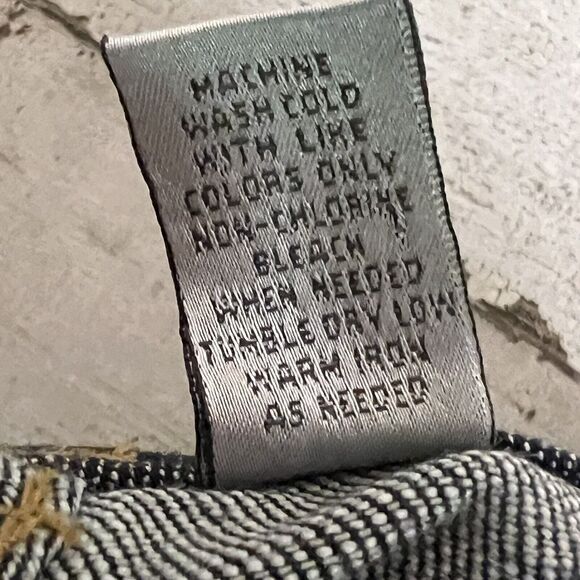 MACHINE
WASH COLD
WITH LIKE
COLORS ONLY
NON-CHLORINE
BLEACH
WHEN NEEDED
TUMBLE DRY LOW
WARM IRON
AS NEEDED